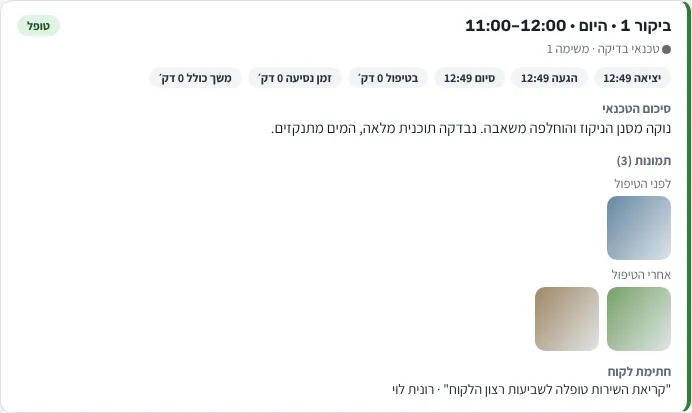 ביקור 1 • היום • 11:00–12:00
טופל
טכנאי בדיקה · משימה 1
יציאה 12:49
הגעה 12:49
סיום 12:49
בטיפול 0 דק׳
זמן נסיעה 0 דק׳
משך כולל 0 דק׳
סיכום הטכנאי
נוקה מסנן הניקוז והוחלפה משאבה. נבדקה תוכנית מלאה, המים מתנקזים.
תמונות (3)
לפני הטיפול
אחרי הטיפול
חתימת לקוח
"קריאת השירות טופלה לשביעות רצון הלקוח" · רונית לוי